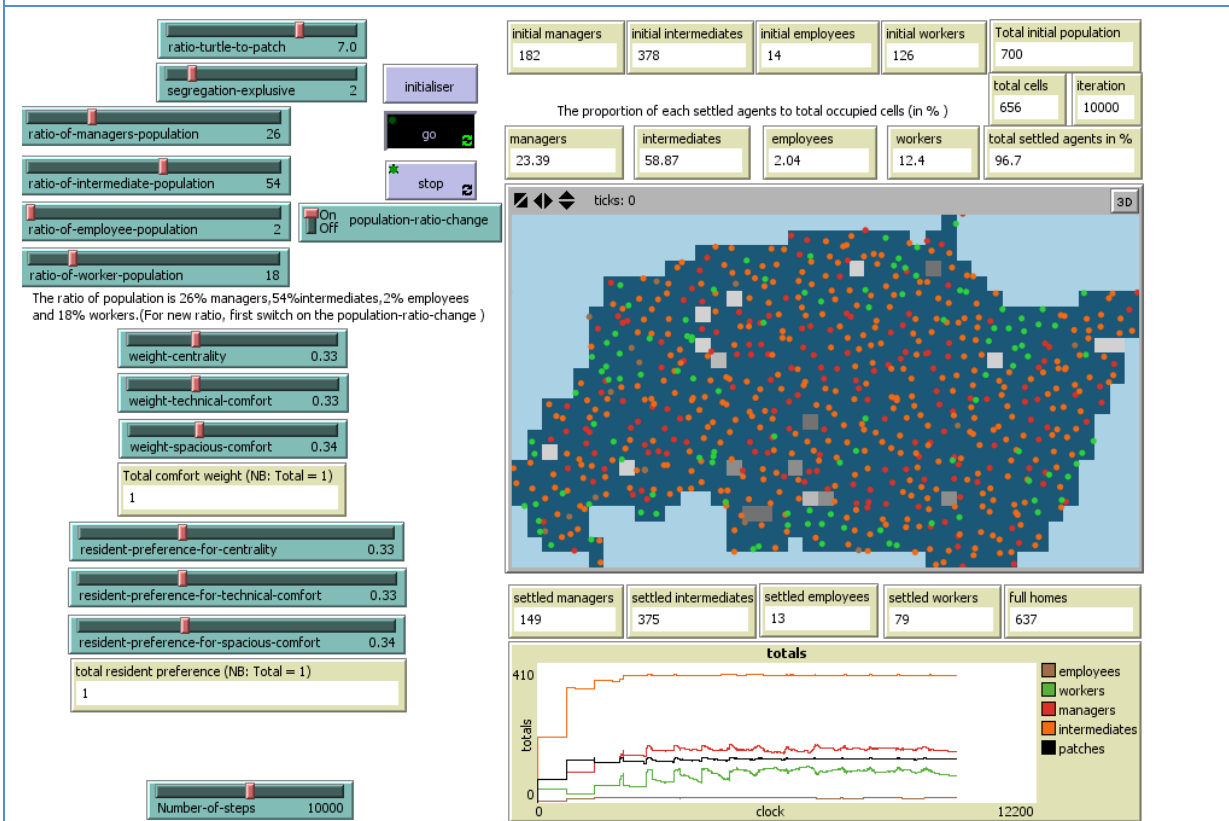 ratio-turtle-to-patch 7.0
segregation-explusive 2
initialiser
ratio-of-managers-population 26
go
ratio-of-intermediate-population 54
stop
ratio-of-employee-population 2
On
Off
population-ratio-change
ratio-of-worker-population 18
The ratio of population is 26% managers,54%intermediates,2% employees
and 18% workers.(For new ratio, first switch on the population-ratio-change )
weight-centrality 0.33
weight-technical-comfort 0.33
weight-spacious-comfort 0.34
Total comfort weight (NB: Total = 1)
1
resident-preference-for-centrality 0.33
resident-preference-for-technical-comfort 0.33
resident-preference-for-spacious-comfort 0.34
total resident preference (NB: Total = 1)
1
Number-of-steps 10000
initial managers
182
initial intermediates
378
initial employees
14
initial workers
126
Total initial population
700
total cells
656
iteration
10000
The proportion of each settled agents to total occupied cells (in % )
managers
23.39
intermediates
58.87
employees
2.04
workers
12.4
total settled agents in %
96.7
ticks: 0
3D
settled managers
149
settled intermediates
375
settled employees
13
settled workers
79
full homes
637
totals
410
totals
0
0
clock
12200
employees
workers
managers
intermediates
patches